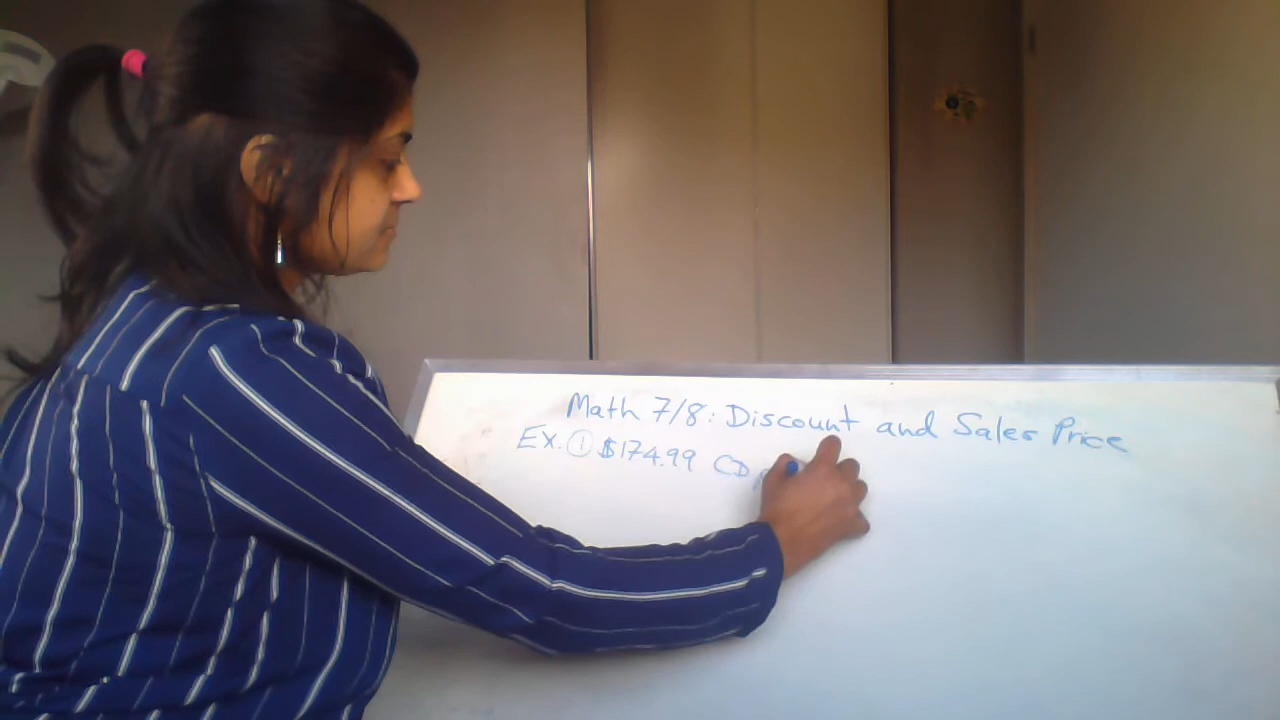 Math 7/8: Discount and Sales Price
Ex. ① $174.99 CD